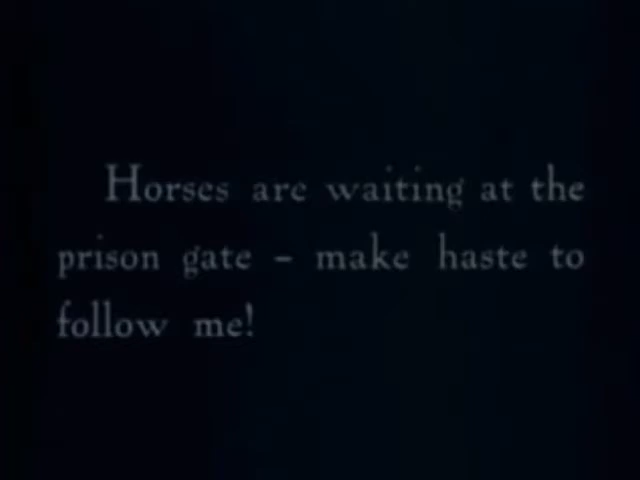 Horses are waiting at the
prison gate – make haste to
follow me!